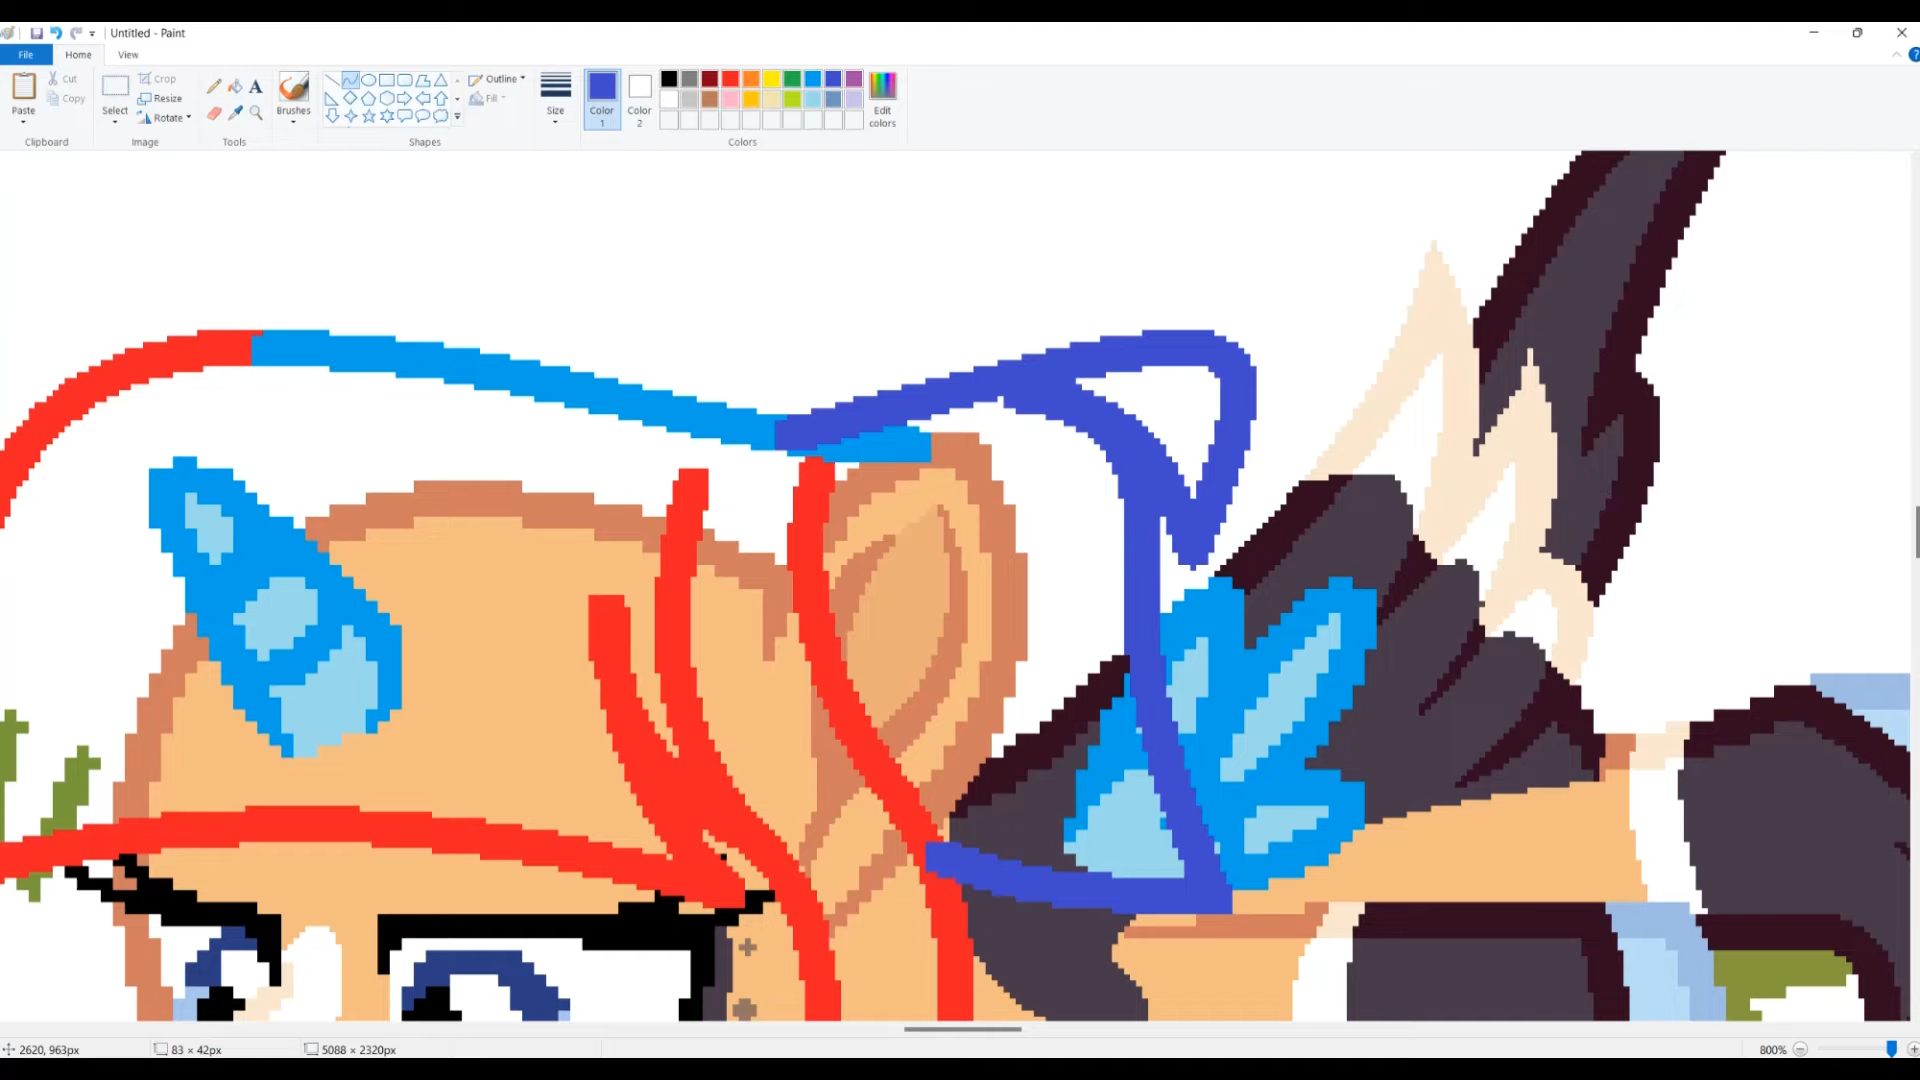 Untitled - Paint
File Home View
Paste
Cut
Copy
Clipboard
Select
Crop
Resize
Rotate
Image
A
Tools
Brushes
Outline
Fill
Shapes
Size
Color
1
Color
2
Edit
colors
Colors
2620, 963px
83 × 42px
5088 × 2320px
800%